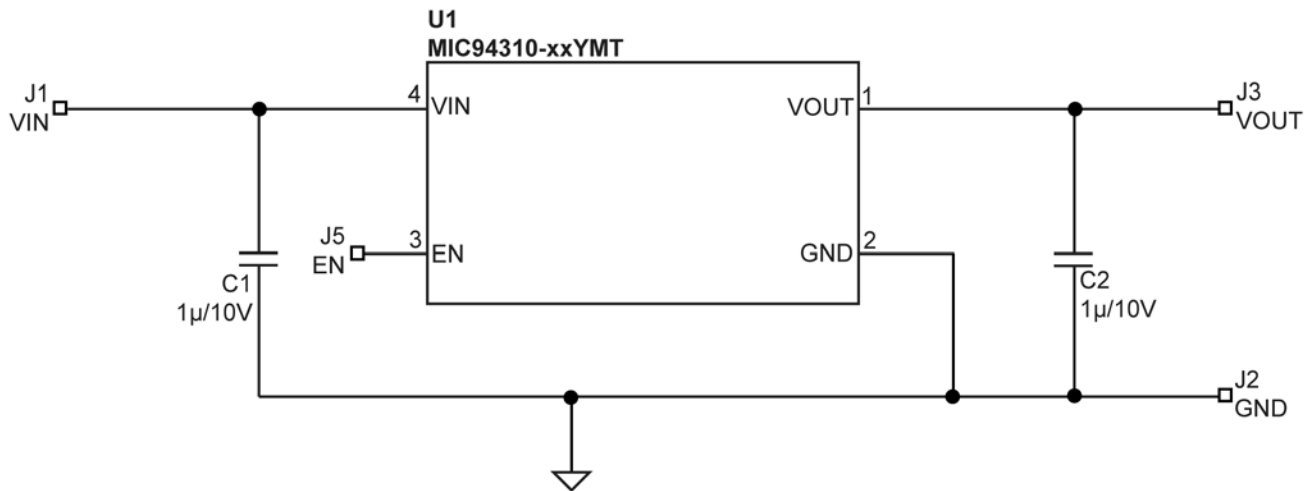 U1
MIC94310-xxYMT
J1
VIN
4
VIN
VOUT
1
J3
VOUT
J5
EN
3
EN
GND
2
C1
1µ/10V
C2
1µ/10V
J2
GND